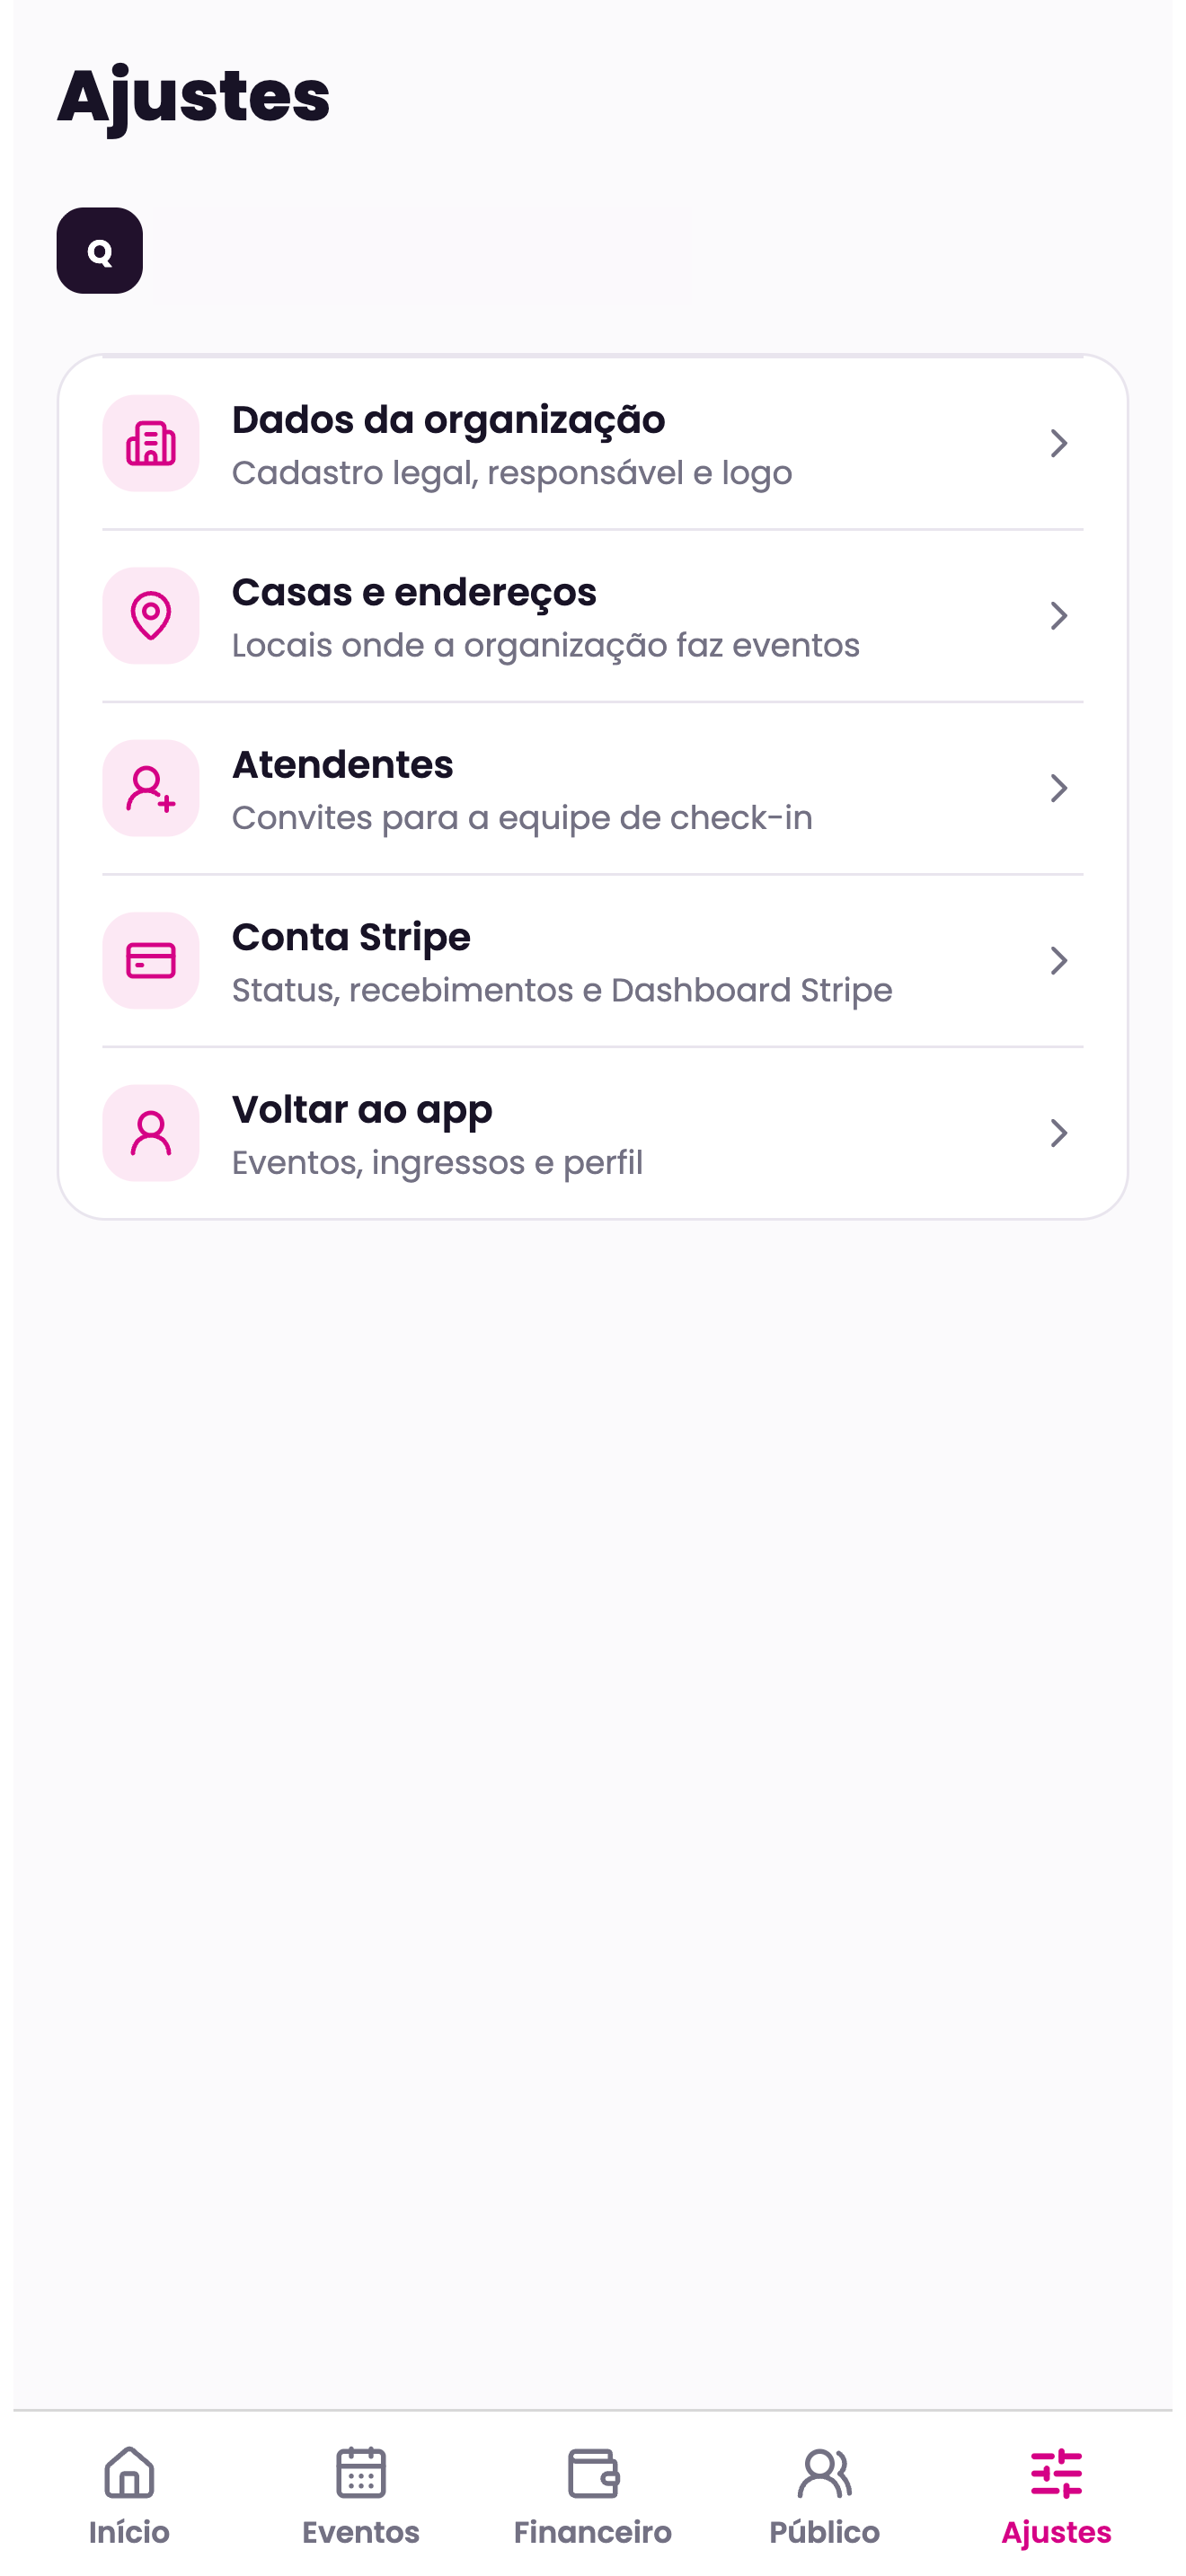 Ajustes
Q
Dados da organização
Cadastro legal, responsável e logo
Casas e endereços
Locais onde a organização faz eventos
Atendentes
Convites para a equipe de check-in
Conta Stripe
Status, recebimentos e Dashboard Stripe
Voltar ao app
Eventos, ingressos e perfil
Início
Eventos
Financeiro
Público
Ajustes